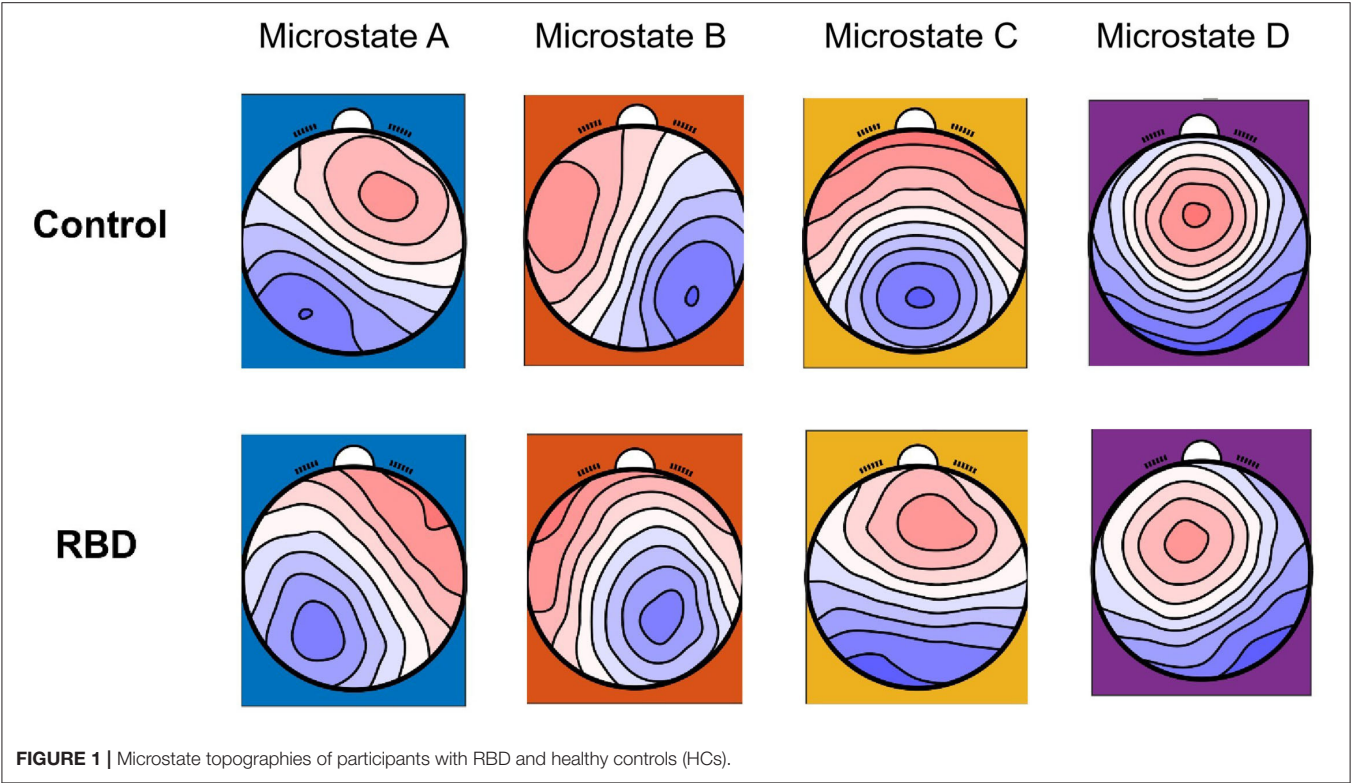 Microstate A Microstate B Microstate C Microstate D
Control
RBD
FIGURE 1 | Microstate topographies of participants with RBD and healthy controls (HCs).